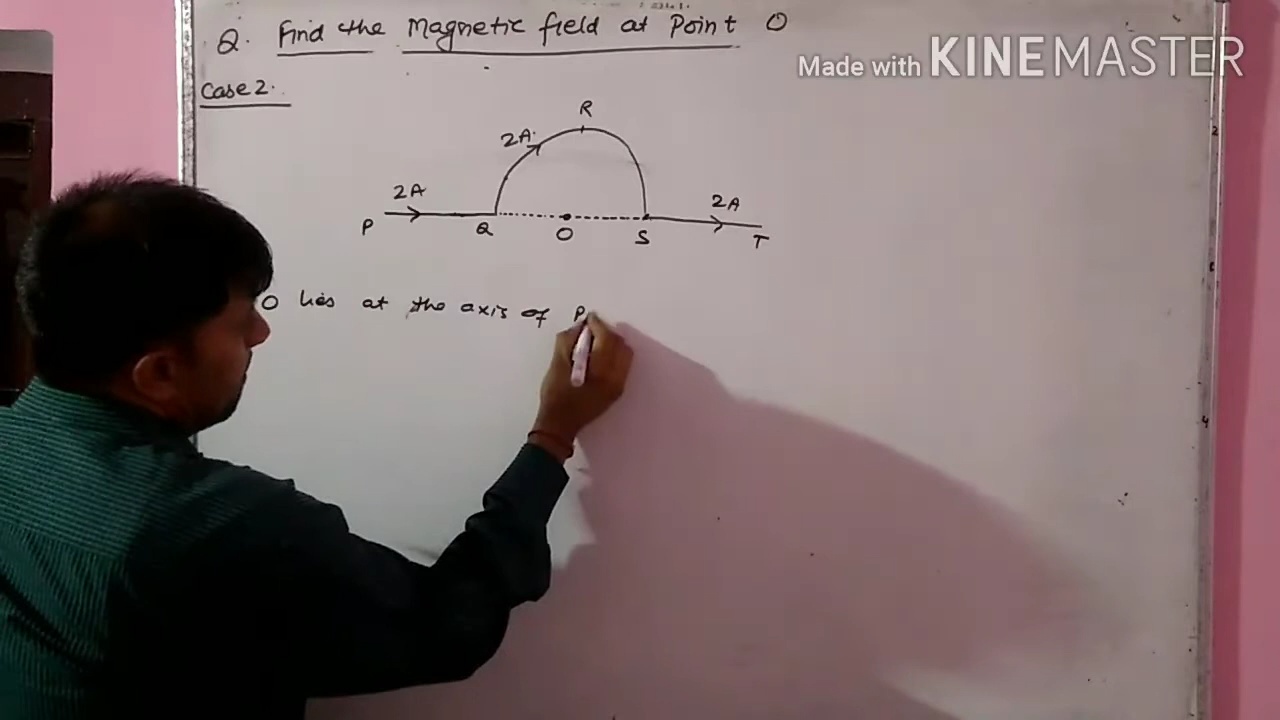 Q. Find the Magnetic field at Point O
Made with KINEMASTER
Case 2.
R
2A
2A
2A
P
Q
O
S
T
O lies at the axis of P